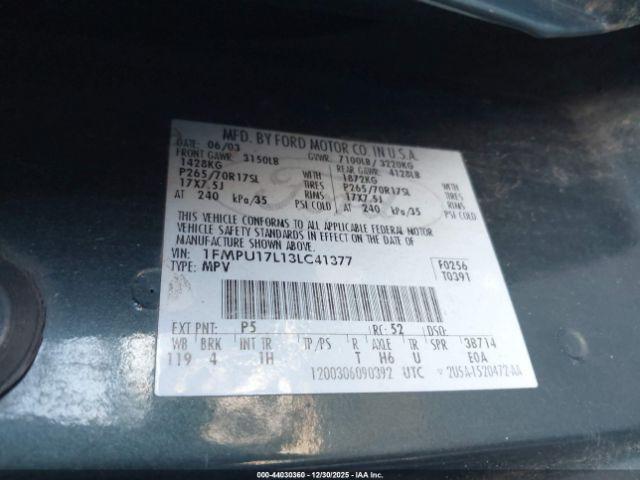 MFD. BY FORD MOTOR CO. IN U.S.A.
DATE: 06/03 GVWR: 7100LB/ 3220KG
FRONT GAWR: 3150LB REAR GAWR: 4128LB
1428KG WITH 1872KG WITH
P265/70R17SL TIRES P265/70R17SL TIRES
17X7.5J RIMS 17X7.5J RIMS
AT 240 kPa/35 PSI COLD AT 240 kPa/35 PSI COLD
THIS VEHICLE CONFORMS TO ALL APPLICABLE FEDERAL MOTOR
VEHICLE SAFETY STANDARDS IN EFFECT ON THE DATE OF
MANUFACTURE SHOWN ABOVE.
VIN: 1FMPU17L13LC41377 F0256
TYPE: MPV T0391
EXT PNT: P5 RC: 52 DSO:
WB BRK INT TR TP/PS R AXLE TR SPR 38714
119 4 1H T H6 U E0A
1200306090392 UTC 2U5A-1520472-AA
Stock: 44030360 - 12/30/2025 - IAA Inc.